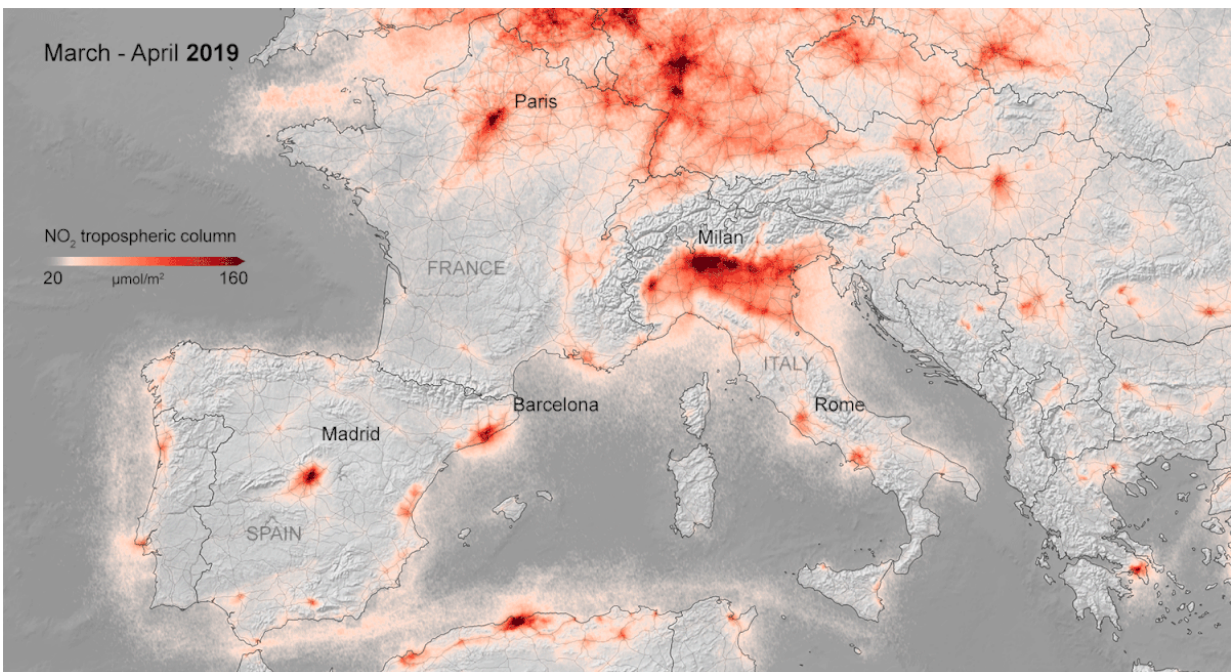 March - April 2019
Paris
NO₂ tropospheric column
20 µmol/m² 160
Milan
FRANCE
ITALY
Barcelona
Rome
Madrid
SPAIN